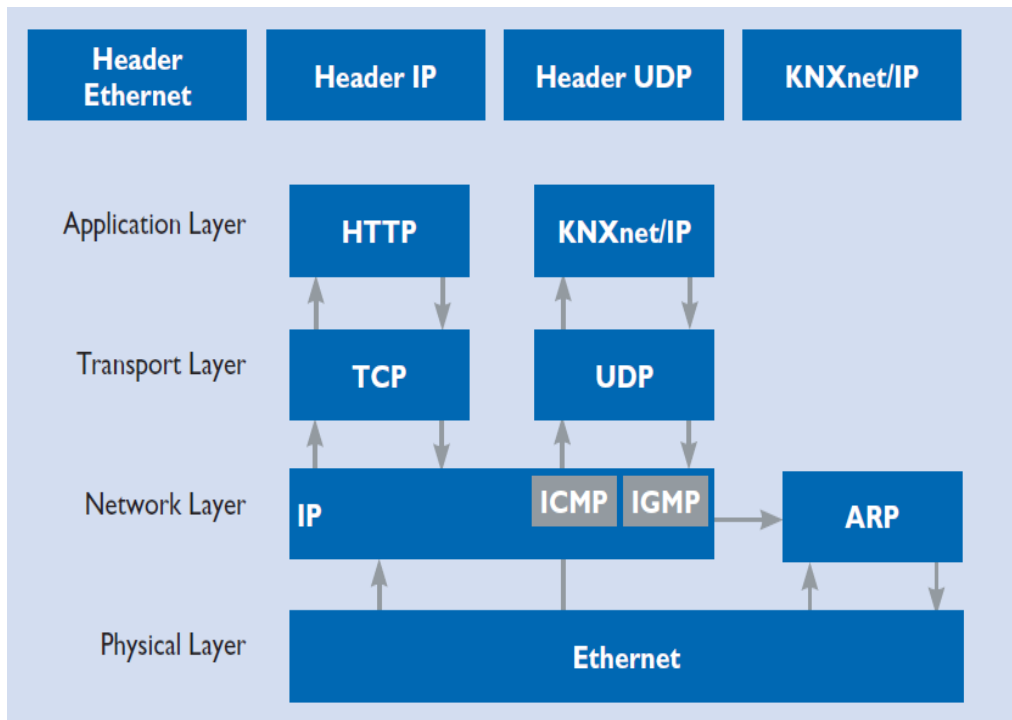 Header
Ethernet
Header IP
Header UDP
KNXnet/IP
Application Layer
HTTP
KNXnet/IP
Transport Layer
TCP
UDP
Network Layer
IP
ICMP
IGMP
ARP
Physical Layer
Ethernet